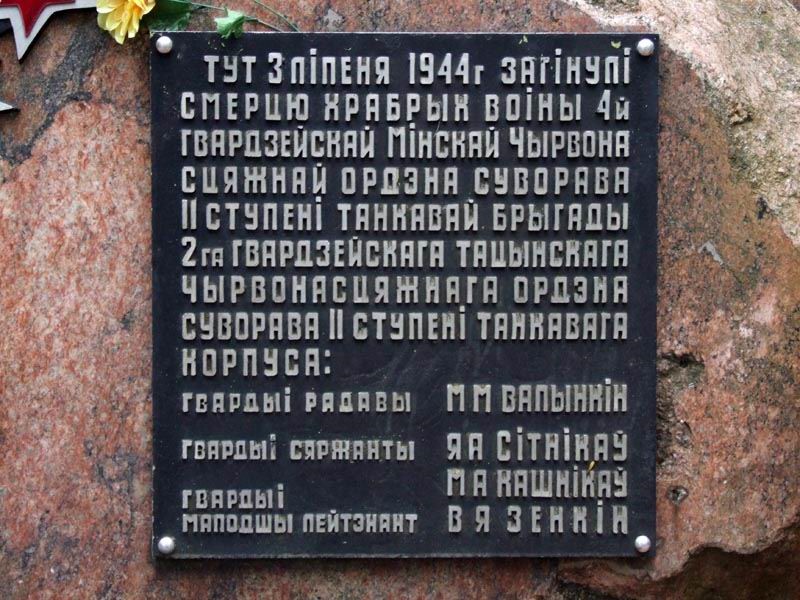 ТУТ 3 ЛІПЕНЯ 1944г ЗАГІНУЛІ
СМЕРЦЮ ХРАБРЫХ ВОІНЫ 4й
ГВАРДЗЕЙСКАЙ МІНСКАЙ ЧЫРВОНА
СЦЯЖНАЙ ОРДЭНА СУВОРАВА
II СТУПЕНІ ТАНКАВАЙ БРЫГАДЫ
2га ГВАРДЗЕЙСКАГА ТАЦЫНСКАГА
ЧЫРВОНАСЦЯЖНАГА ОРДЭНА
СУВОРАВА II СТУПЕНІ ТАНКАВАГА
КОРПУСА:
ГВАРДЫІ РАДАВЫ М М ВАЛЫНКІН
ГВАРДЫІ СЯРЖАНТЫ Я А СІТНІКАЎ
М А КАШНІКАЎ
ГВАРДЫІ
МАЛОДШЫ ЛЕЙТЭНАНТ В Я ЗЕНКІН